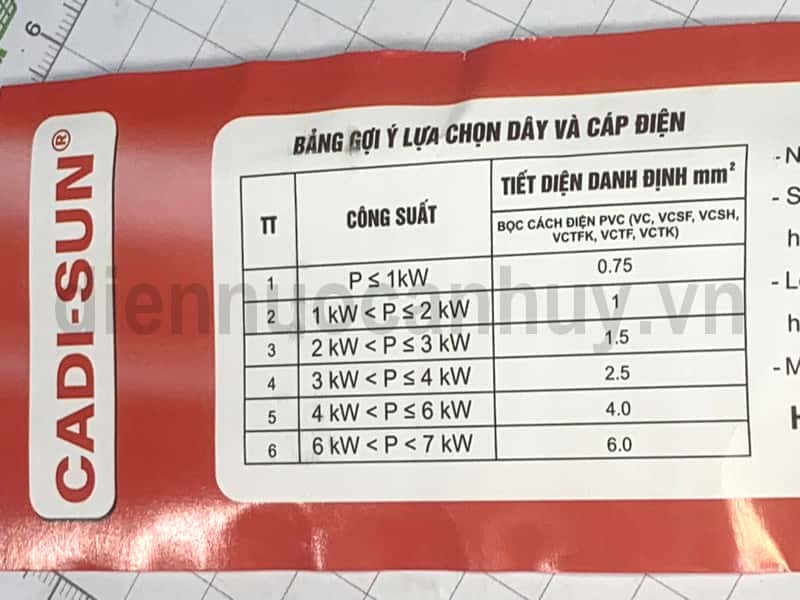 6
CADI-SUN®
BẢNG GỢI Ý LỰA CHỌN DÂY VÀ CÁP ĐIỆN
TT CÔNG SUẤT TIẾT DIỆN DANH ĐỊNH mm²
BỌC CÁCH ĐIỆN PVC (VC, VCSF, VCSH,
VCTFK, VCTF, VCTK)
1 P ≤ 1kW 0.75
2 1 kW < P ≤ 2 kW 1
3 2 kW < P ≤ 3 kW 1.5
4 3 kW < P ≤ 4 kW 2.5
5 4 kW < P ≤ 6 kW 4.0
6 6 kW < P < 7 kW 6.0
diennuocanhuy.vn
- N
- S
h
- L
h
- M
H